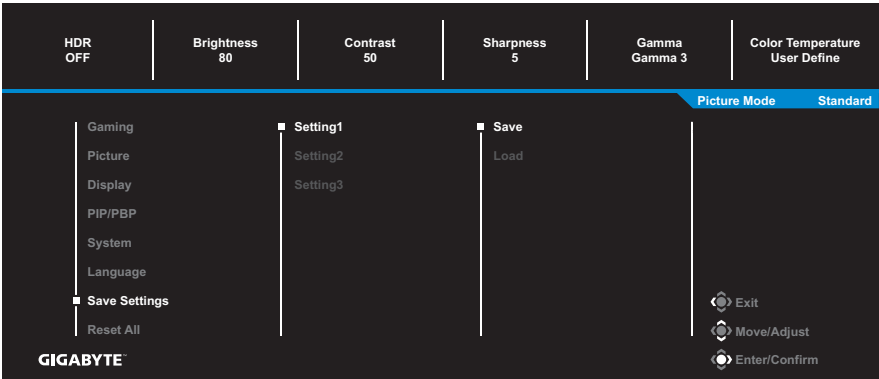 HDR
OFF
Brightness
80
Contrast
50
Sharpness
5
Gamma
Gamma 3
Color Temperature
User Define
Picture Mode Standard
Gaming Setting1 Save
Picture Setting2 Load
Display Setting3
PIP/PBP
System
Language
Save Settings
Exit
Reset All
Move/Adjust
GIGABYTE™
Enter/Confirm